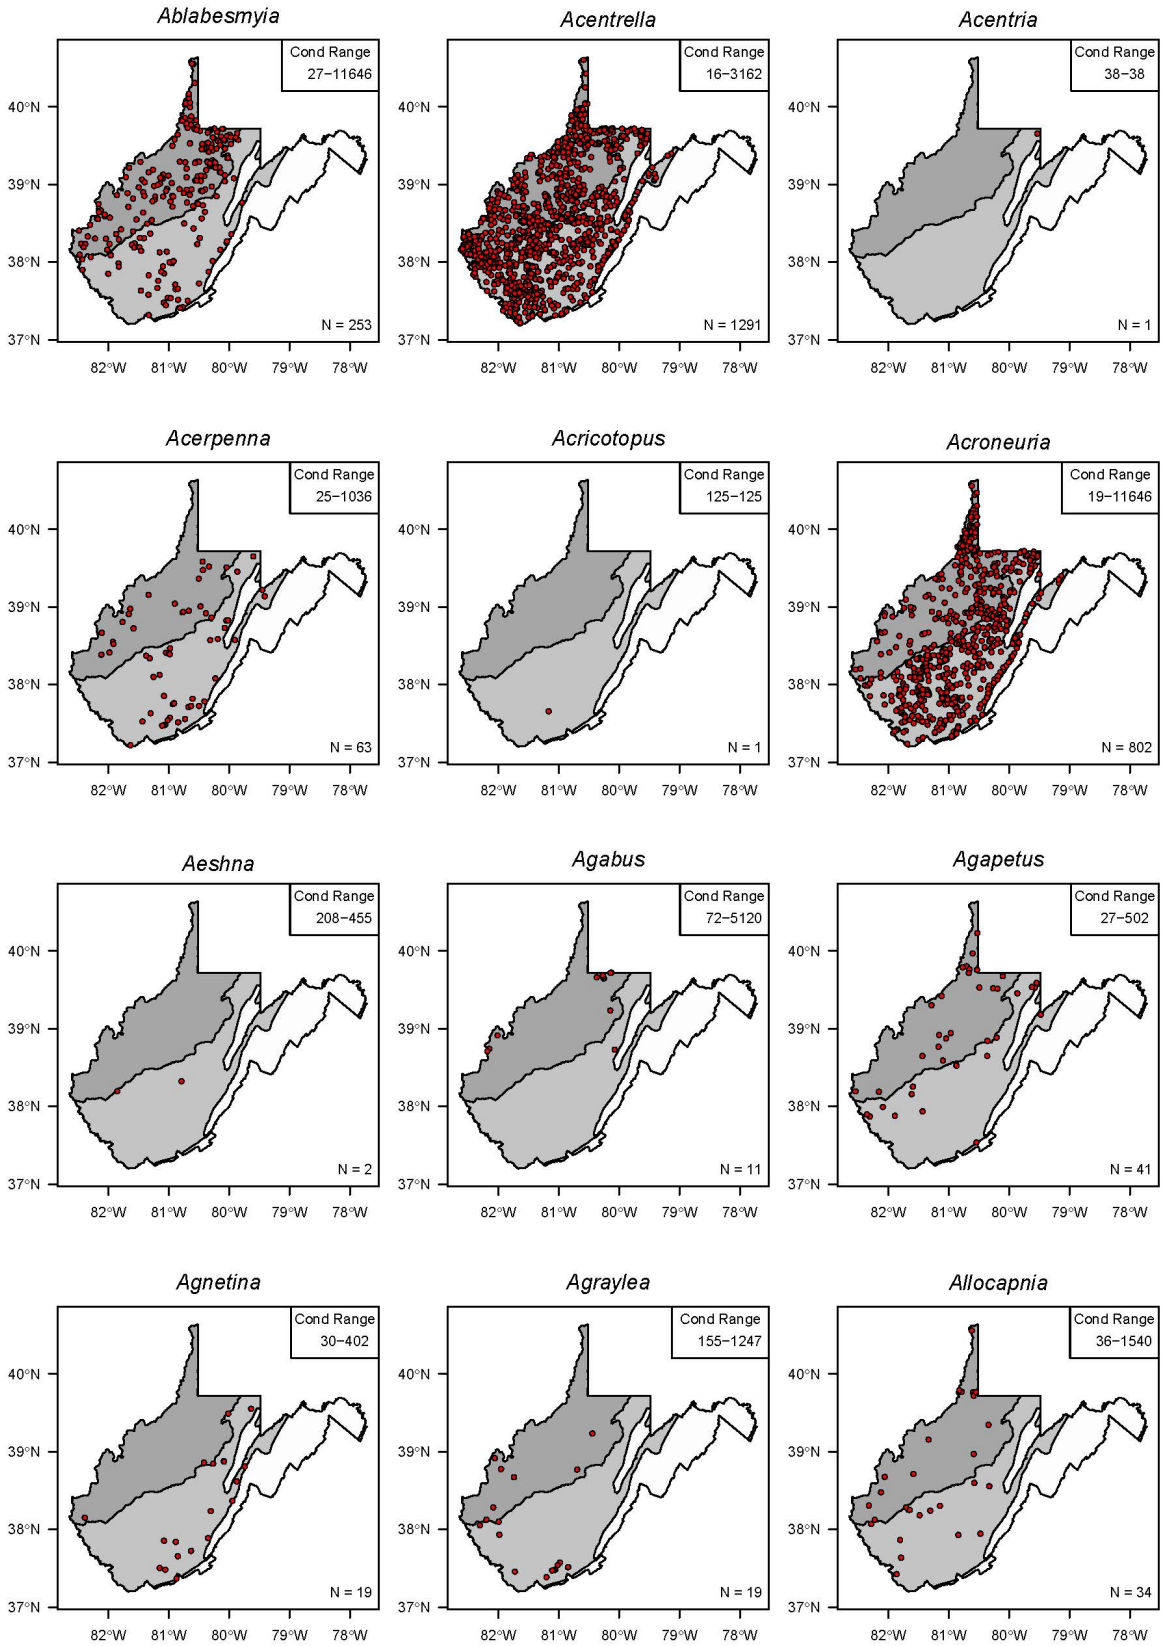 Ablabesmyia
Acentrella
Acentria
Cond Range
27−11646
Cond Range
16−3162
Cond Range
38−38
40°N
39°N
38°N
37°N
40°N
39°N
38°N
37°N
40°N
39°N
38°N
37°N
N = 253
N = 1291
N = 1
82°W 81°W 80°W 79°W 78°W
82°W 81°W 80°W 79°W 78°W
82°W 81°W 80°W 79°W 78°W
Acerpenna
Acricotopus
Acroneuria
Cond Range
25−1036
Cond Range
125−125
Cond Range
19−11646
40°N
39°N
38°N
37°N
40°N
39°N
38°N
37°N
40°N
39°N
38°N
37°N
N = 63
N = 1
N = 802
82°W 81°W 80°W 79°W 78°W
82°W 81°W 80°W 79°W 78°W
82°W 81°W 80°W 79°W 78°W
Aeshna
Agabus
Agapetus
Cond Range
208−455
Cond Range
72−5120
Cond Range
27−502
40°N
39°N
38°N
37°N
40°N
39°N
38°N
37°N
40°N
39°N
38°N
37°N
N = 2
N = 11
N = 41
82°W 81°W 80°W 79°W 78°W
82°W 81°W 80°W 79°W 78°W
82°W 81°W 80°W 79°W 78°W
Agnetina
Agraylea
Allocapnia
Cond Range
30−402
Cond Range
155−1247
Cond Range
36−1540
40°N
39°N
38°N
37°N
40°N
39°N
38°N
37°N
40°N
39°N
38°N
37°N
N = 19
N = 19
N = 34
82°W 81°W 80°W 79°W 78°W
82°W 81°W 80°W 79°W 78°W
82°W 81°W 80°W 79°W 78°W